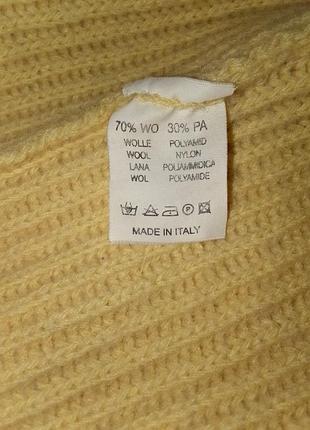 70% WO 30% PA
WOLLE POLYAMID
WOOL NYLON
LANA POLIAMMIDICA
WOL POLYAMIDE
MADE IN ITALY